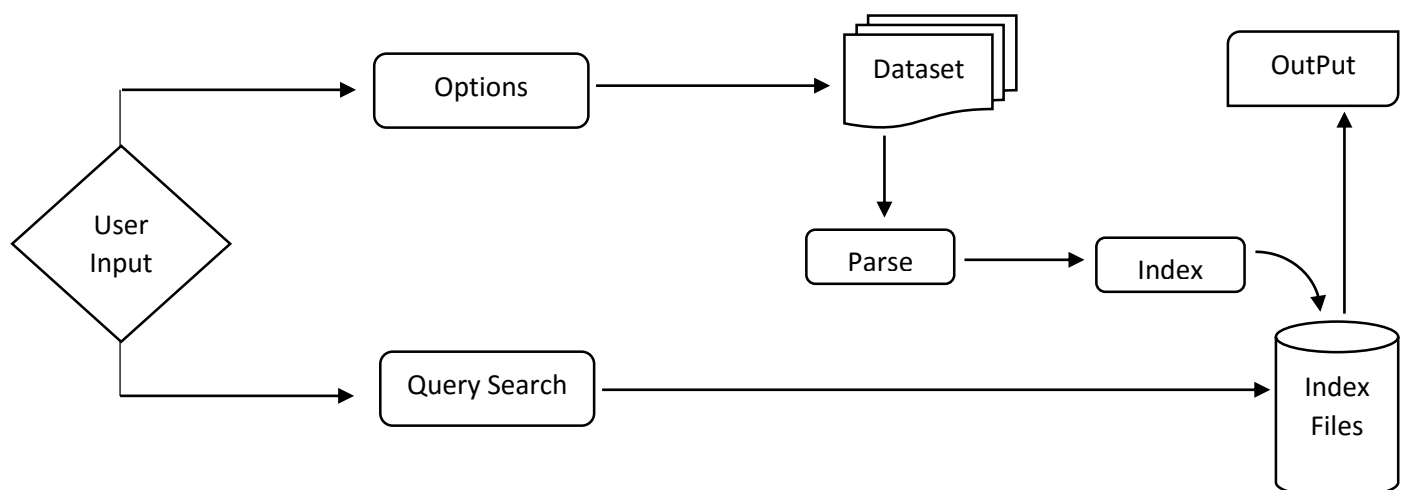 Options
Dataset
OutPut
User
Input
Parse
Index
Query Search
Index
Files